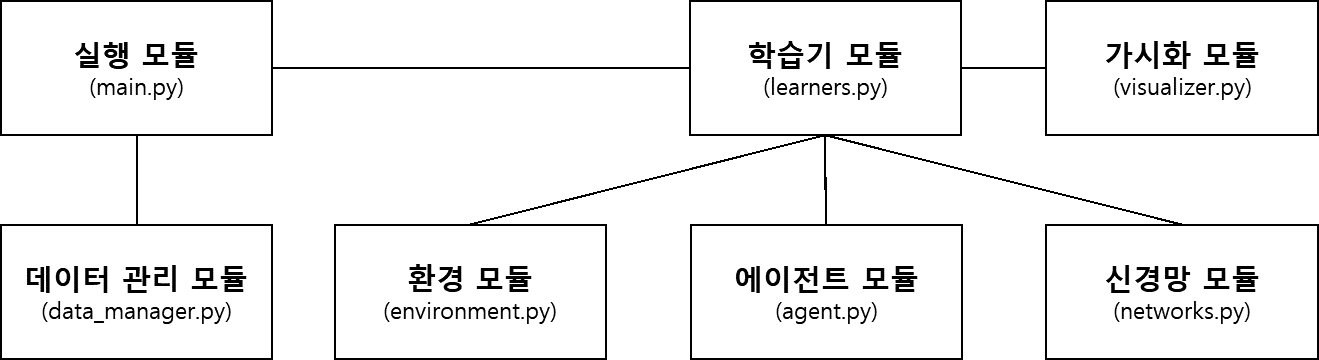 실행 모듈
(main.py)
학습기 모듈
(learners.py)
가시화 모듈
(visualizer.py)
데이터 관리 모듈
(data_manager.py)
환경 모듈
(environment.py)
에이전트 모듈
(agent.py)
신경망 모듈
(networks.py)